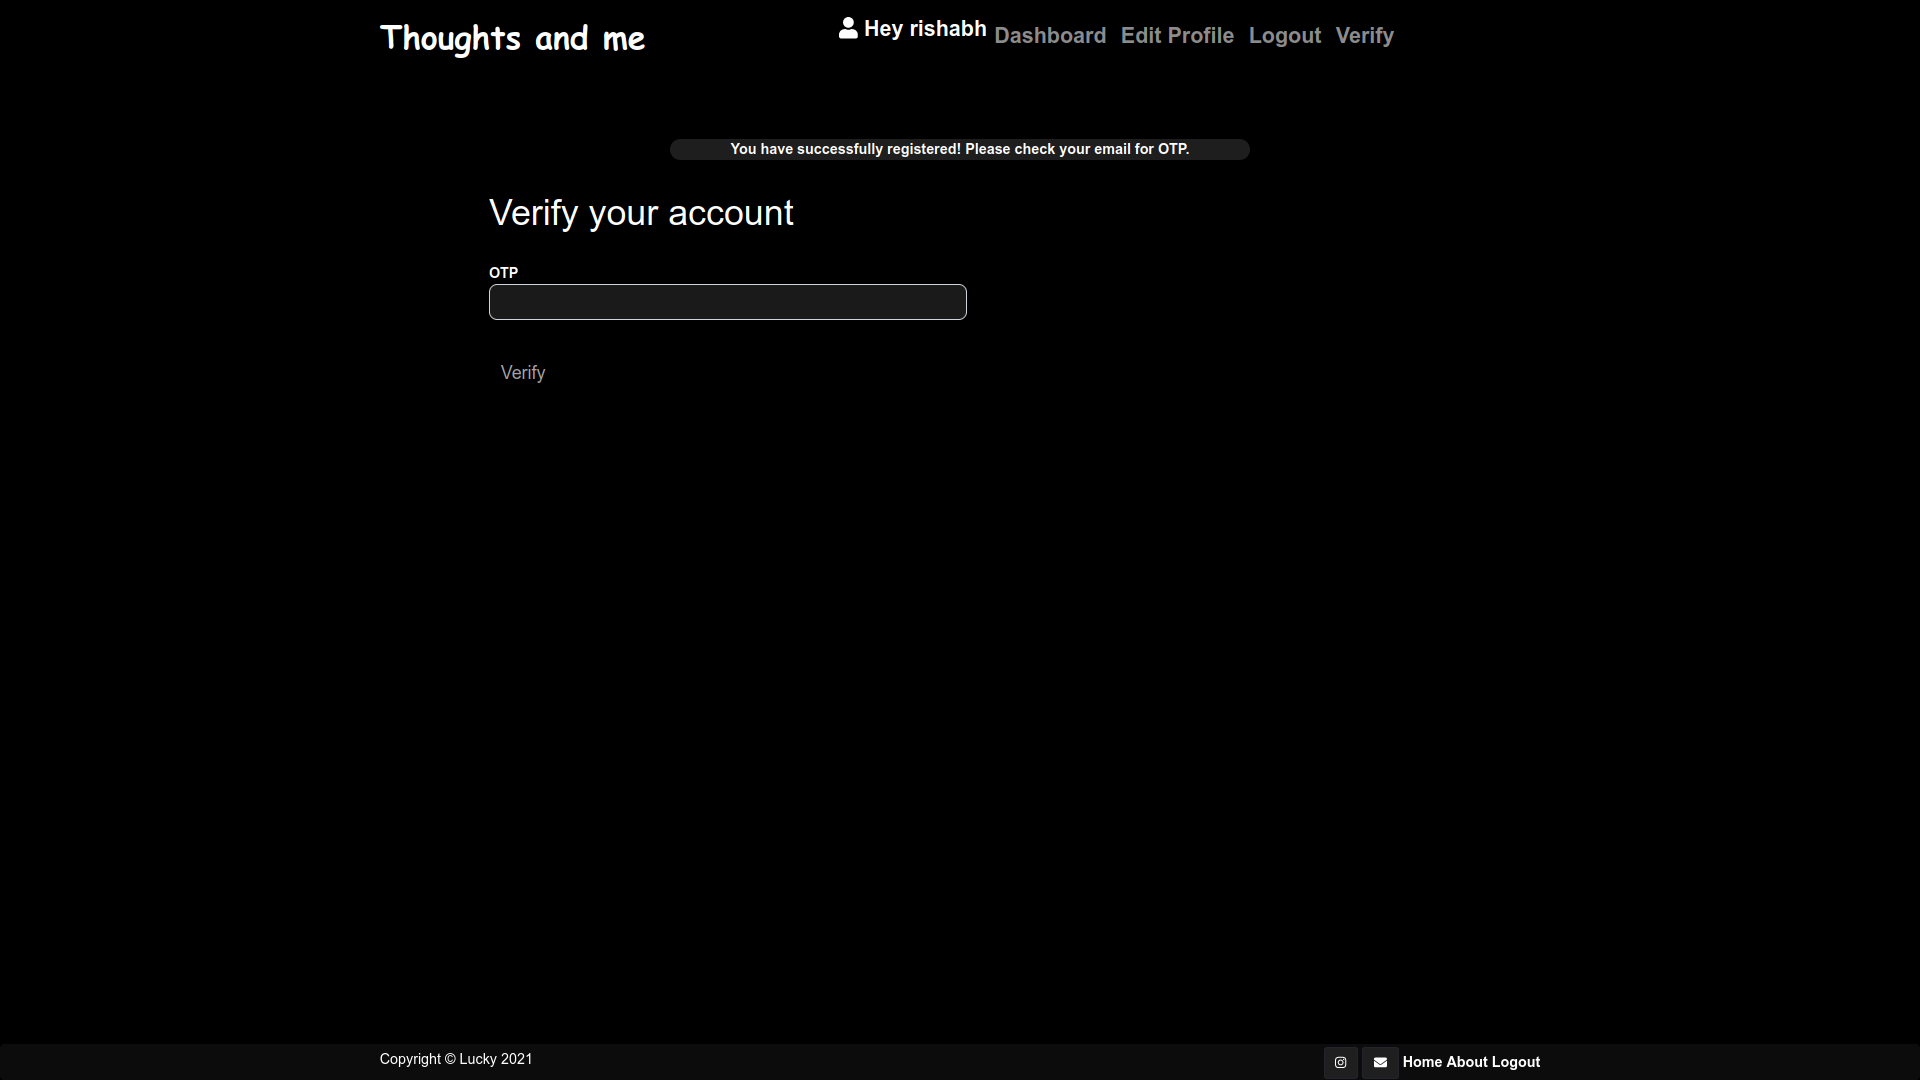 Thoughts and me
Hey rishabh Dashboard Edit Profile Logout Verify
You have successfully registered! Please check your email for OTP.
Verify your account
OTP
Verify
Copyright © Lucky 2021
Home About Logout